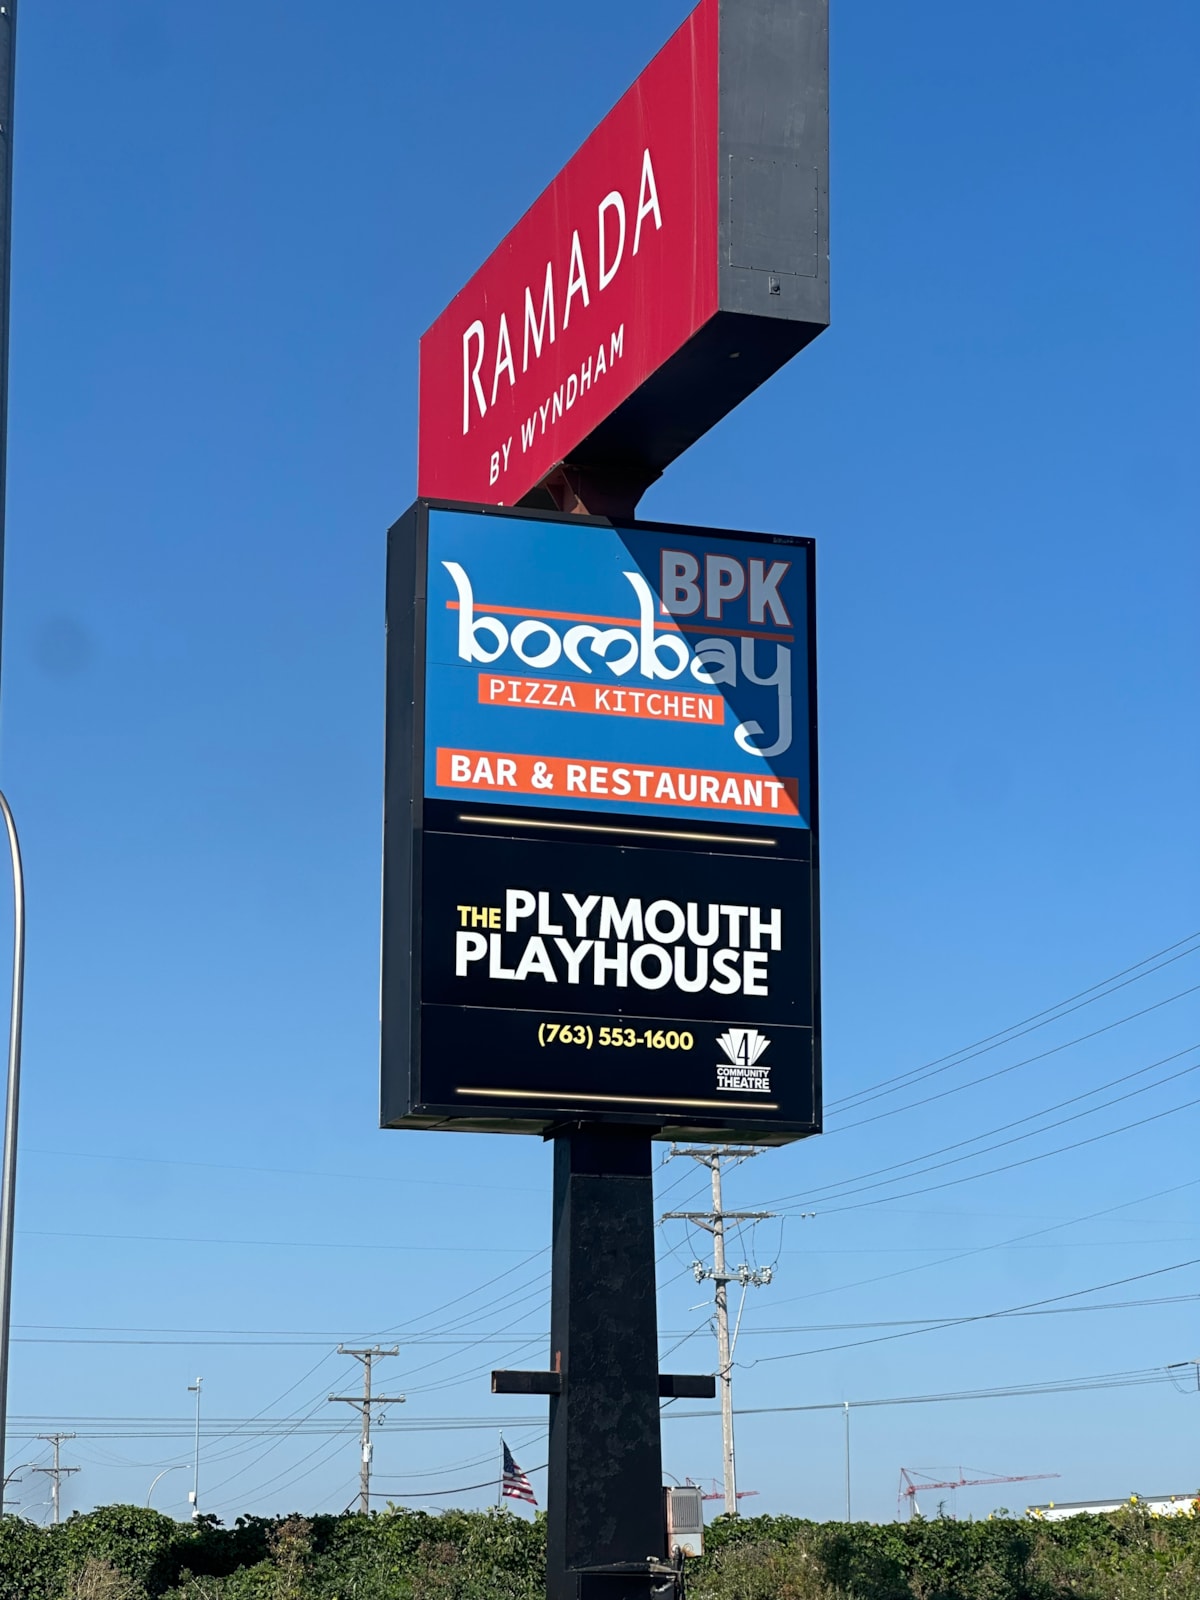 RAMADA
BY WYNDHAM
BPK
bombay
PIZZA KITCHEN
BAR & RESTAURANT
THE PLYMOUTH
PLAYHOUSE
(763) 553-1600
4
COMMUNITY
THEATRE